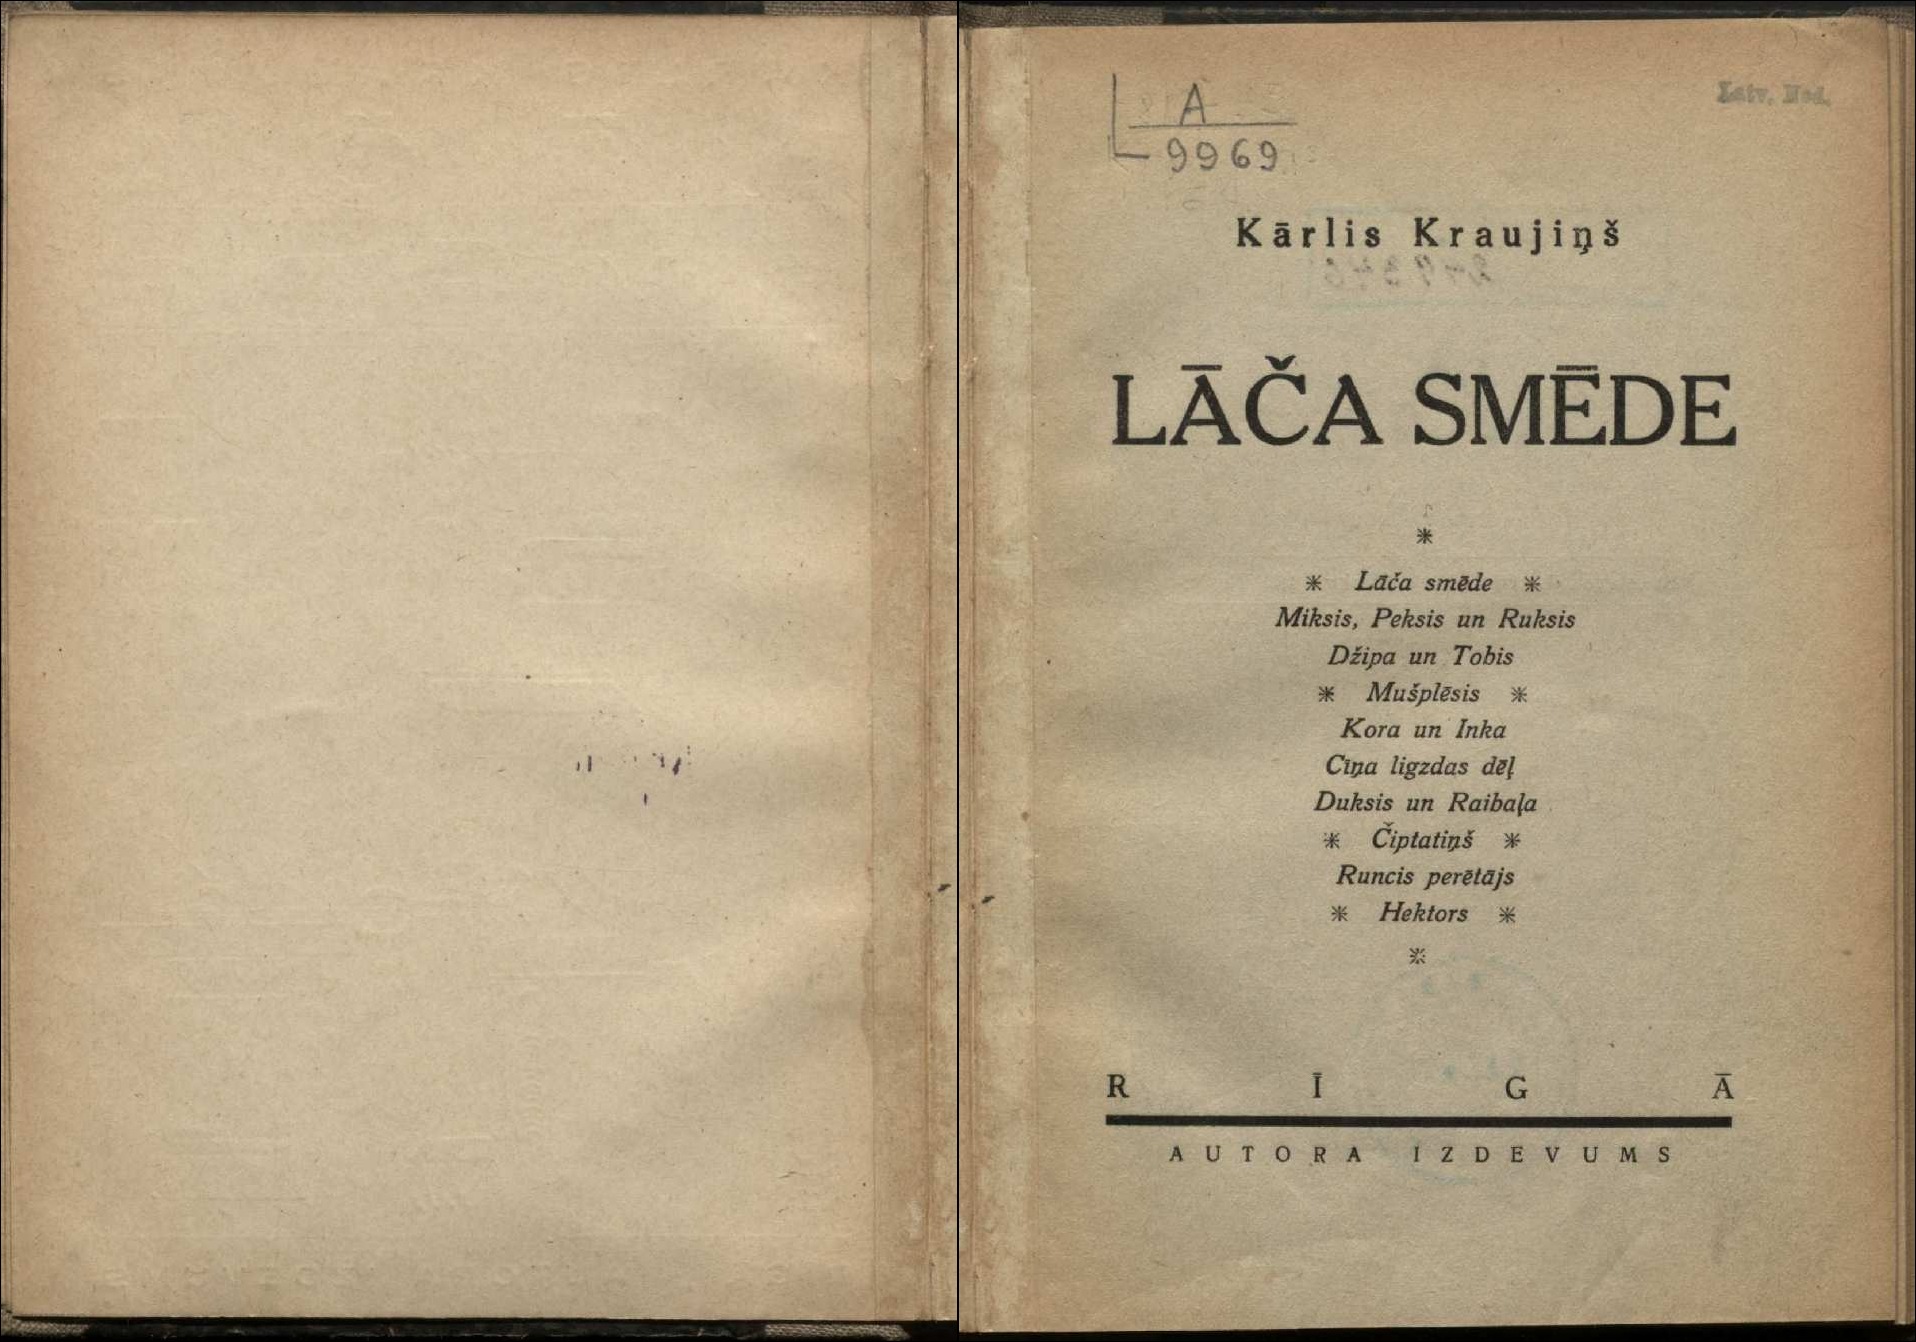 A
9969
Latv. Nod.
Kārlis Kraujiņš
LĀČA SMĒDE
*
* Lāča smēde *
Miksis, Peksis un Ruksis
Džipa un Tobis
* Mušplēsis *
Kora un Inka
Cīņa ligzdas dēļ
Duksis un Raibaļa
* Čiptatiņš *
Runcis perētājs
* Hektors *
*
RĪGĀ
AUTORA IZDEVUMS